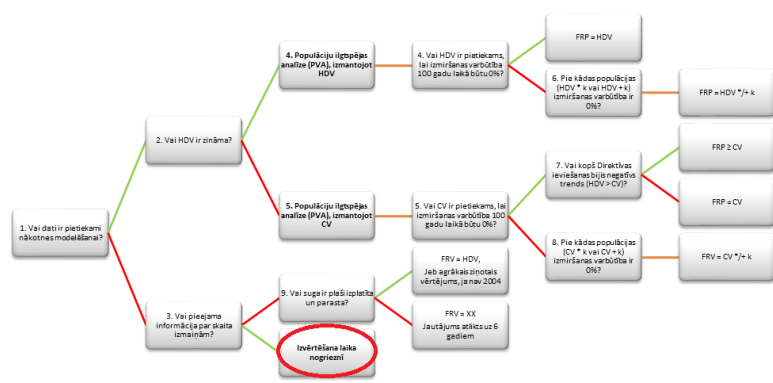 FRP = HDV
4. Populāciju ilgtspējas
analīze (PVA), izmantojot
HDV
4. Vai HDV ir pietiekams,
lai izmiršanas varbūtība
100 gadu laikā būtu 0%?
6. Pie kādas populācijas
(HDV * k vai HDV + k)
izmiršanas varbūtība ir
0%?
FRP = HDV */+ k
2. Vai HDV ir zināma?
7. Vai kopš Direktīvas
ieviešanas bijis negatīvs
trends (HDV > CV)?
FRP ≥ CV
FRP = CV
5. Populāciju ilgtspējas
analīze (PVA), izmantojot
CV
5. Vai CV ir pietiekams, lai
izmiršanas varbūtība 100
gadu laikā būtu 0%?
8. Pie kādas populācijas
(CV * k vai CV + k)
izmiršanas varbūtība ir
0%?
FRV = CV */+ k
1. Vai dati ir pietiekami
nākotnes modelēšanai?
3. Vai pieejama
informācija par skaita
izmaiņām?
9. Vai suga ir plaši izplatīta
un parasta?
FRV = HDV,
Jeb agrākais ziņotais
vērtējums, ja nav 2004
FRV = XX
Jautājums atlikts uz 6
gadiem
Izvērtēšana laika
nogrieznī